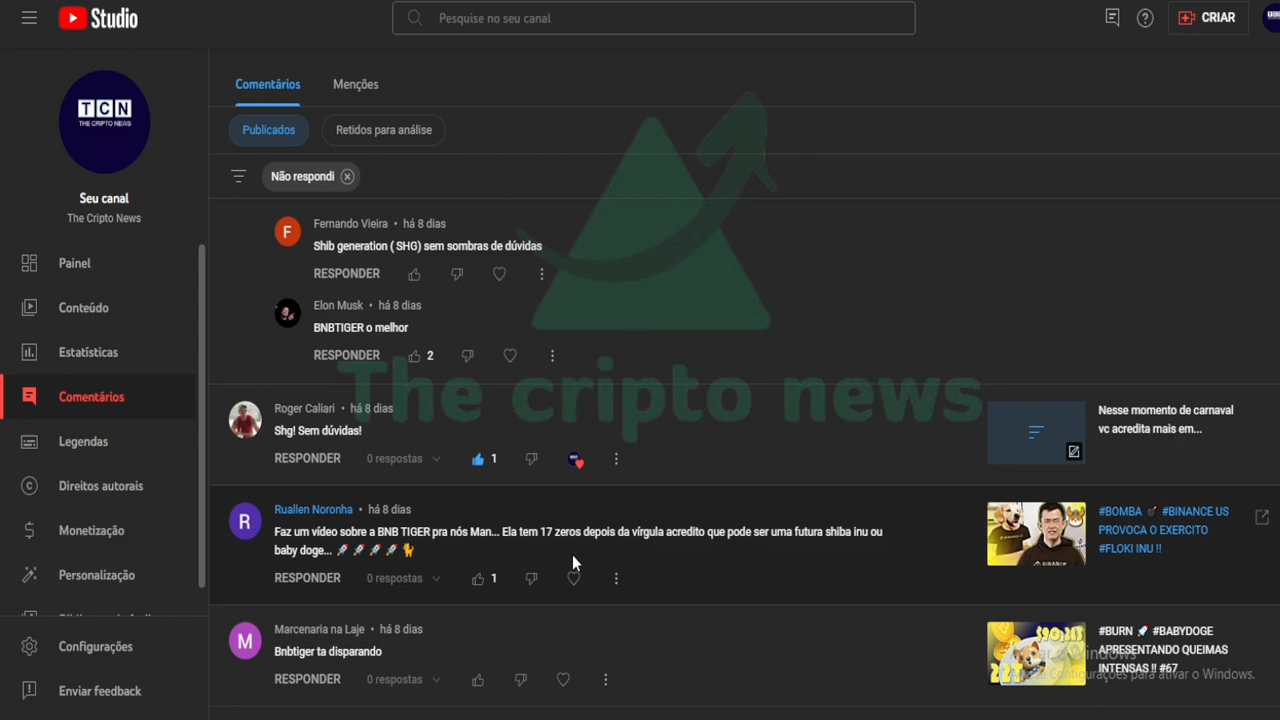 Studio
Pesquise no seu canal
CRIAR
TCN
THE CRIPTO NEWS
Seu canal
The Cripto News
Painel
Conteúdo
Estatísticas
Comentários
Legendas
Direitos autorais
Monetização
Personalização
Configurações
Enviar feedback
Comentários
Menções
Publicados
Retidos para análise
Não respondi
F
Fernando Vieira • há 8 dias
Shib generation ( SHG) sem sombras de dúvidas
RESPONDER
Elon Musk • há 8 dias
BNBTIGER o melhor
RESPONDER 2
The cripto news
Roger Caliari • há 8 dias
Shg! Sem dúvidas!
RESPONDER 0 respostas 1
Nesse momento de carnaval
vc acredita mais em...
R
Ruallen Noronha • há 8 dias
Faz um vídeo sobre a BNB TIGER pra nós Man... Ela tem 17 zeros depois da vírgula acredito que pode ser uma futura shiba inu ou
baby doge... 🚀🚀🚀🚀🐈
RESPONDER 0 respostas 1
#BOMBA 💣 #BINANCE US
PROVOCA O EXERCITO
#FLOKI INU !!
M
Marcenaria na Laje • há 8 dias
Bnbtiger ta disparando
RESPONDER 0 respostas
#BURN 🚀 #BABYDOGE
APRESENTANDO QUEIMAS
INTENSAS !! #67
Windows
Configurações para ativar o Windows.